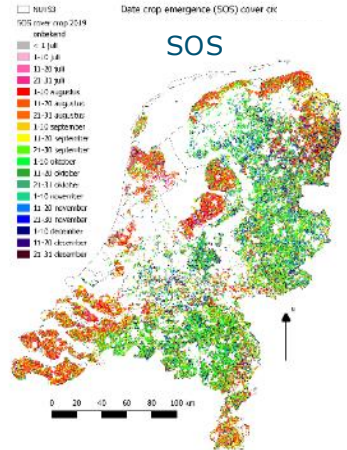 NUTS3
Date crop emergence (SOS) cover crc
SOS cover crop 2019
SOS
onbekend
< 1 juli
1-10 juli
11-20 juli
21-31 juli
1-10 augustus
11-20 augustus
21-31 augustus
1-10 september
11-20 september
21-30 september
1-10 oktober
11-20 oktober
21-31 oktober
1-10 november
11-20 november
21-30 november
1-10 december
11-20 december
21-31 december
0 20 40 60 80 100 km